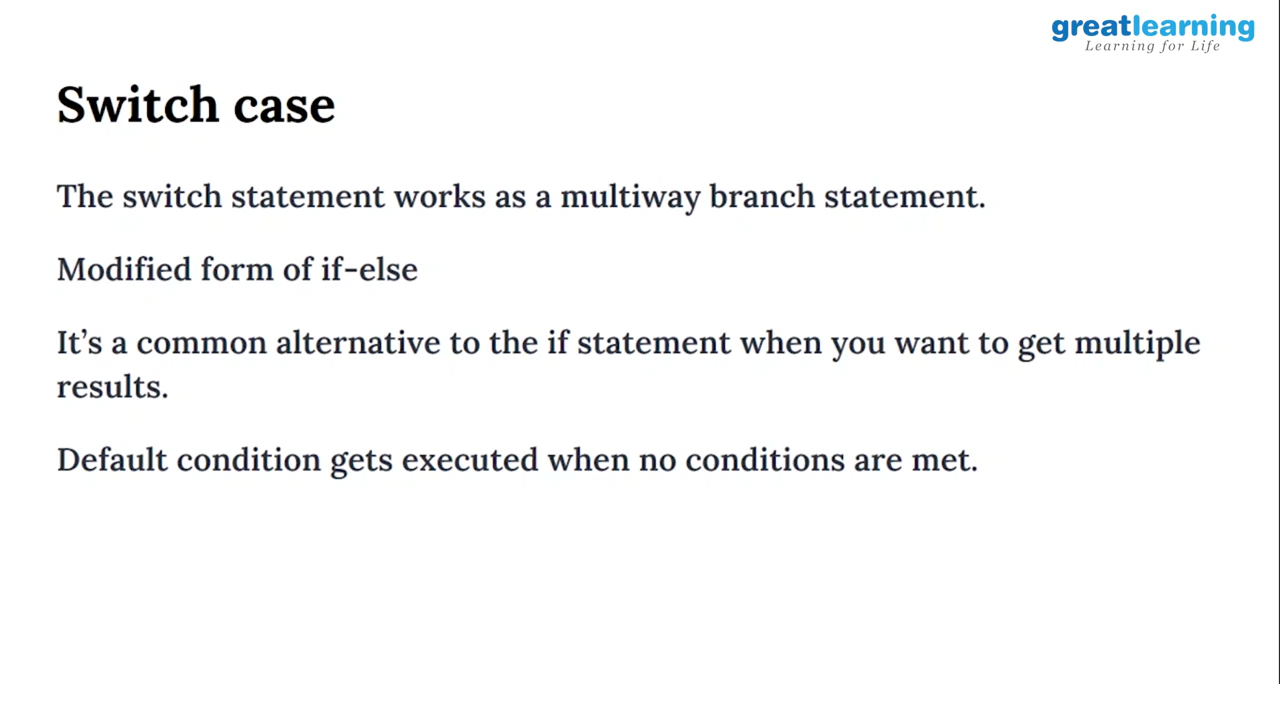 greatlearning
Learning for Life
Switch case
The switch statement works as a multiway branch statement.
Modified form of if-else
It’s a common alternative to the if statement when you want to get multiple
results.
Default condition gets executed when no conditions are met.